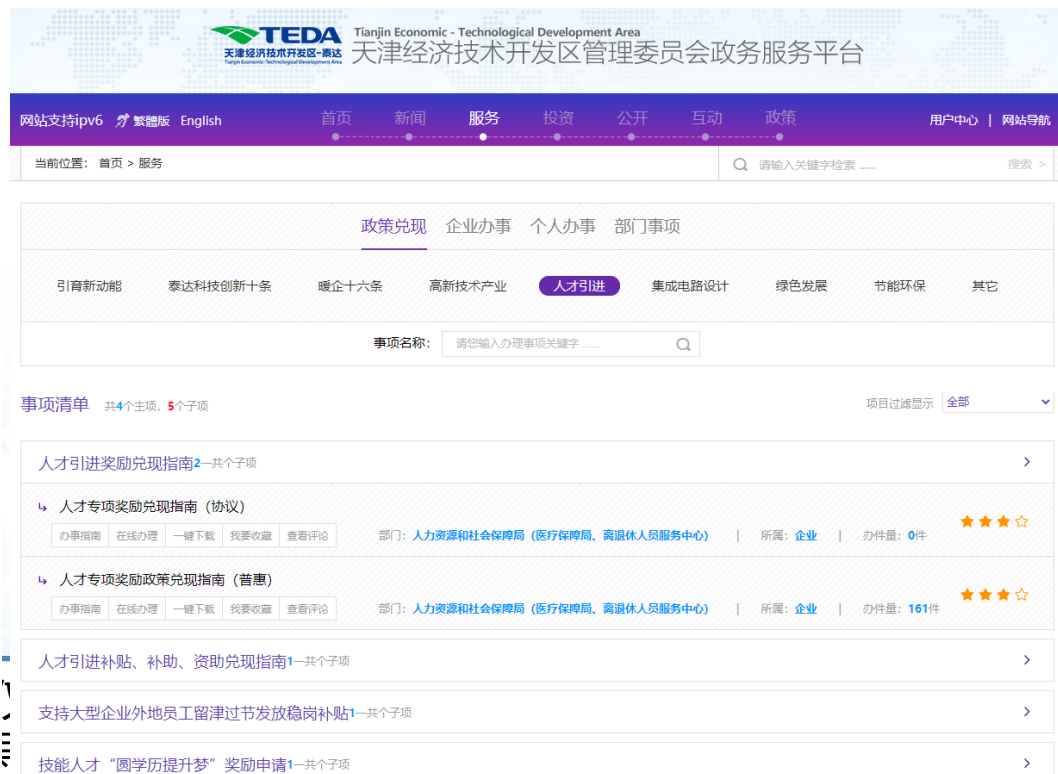 TEDA
天津经济技术开发区-泰达
Tianjin Economic-Technological Development Area
Tianjin Economic - Technological Development Area
天津经济技术开发区管理委员会政务服务平台
网站支持ipv6 繁體版 English 首页 新闻 服务 投资 公开 互动 政策 用户中心 | 网站导航
当前位置： 首页 > 服务 请输入关键字检索 ...... 搜索 >
政策兑现 企业办事 个人办事 部门事项
引育新动能 泰达科技创新十条 暖企十六条 高新技术产业 人才引进 集成电路设计 绿色发展 节能环保 其它
事项名称： 请您输入办理事项关键字 ......
事项清单 共4个主项, 5个子项 项目过滤显示 全部
人才引进奖励兑现指南2—共个子项
人才专项奖励兑现指南（协议）
办事指南 在线办理 一键下载 我要收藏 查看评论 部门： 人力资源和社会保障局（医疗保障局、离退休人员服务中心） | 所属： 企业 | 办件量： 0件
人才专项奖励政策兑现指南（普惠）
办事指南 在线办理 一键下载 我要收藏 查看评论 部门： 人力资源和社会保障局（医疗保障局、离退休人员服务中心） | 所属： 企业 | 办件量： 161件
人才引进补贴、补助、资助兑现指南1—共个子项
支持大型企业外地员工留津过节发放稳岗补贴1—共个子项
技能人才“圆学历提升梦”奖励申请1—共个子项